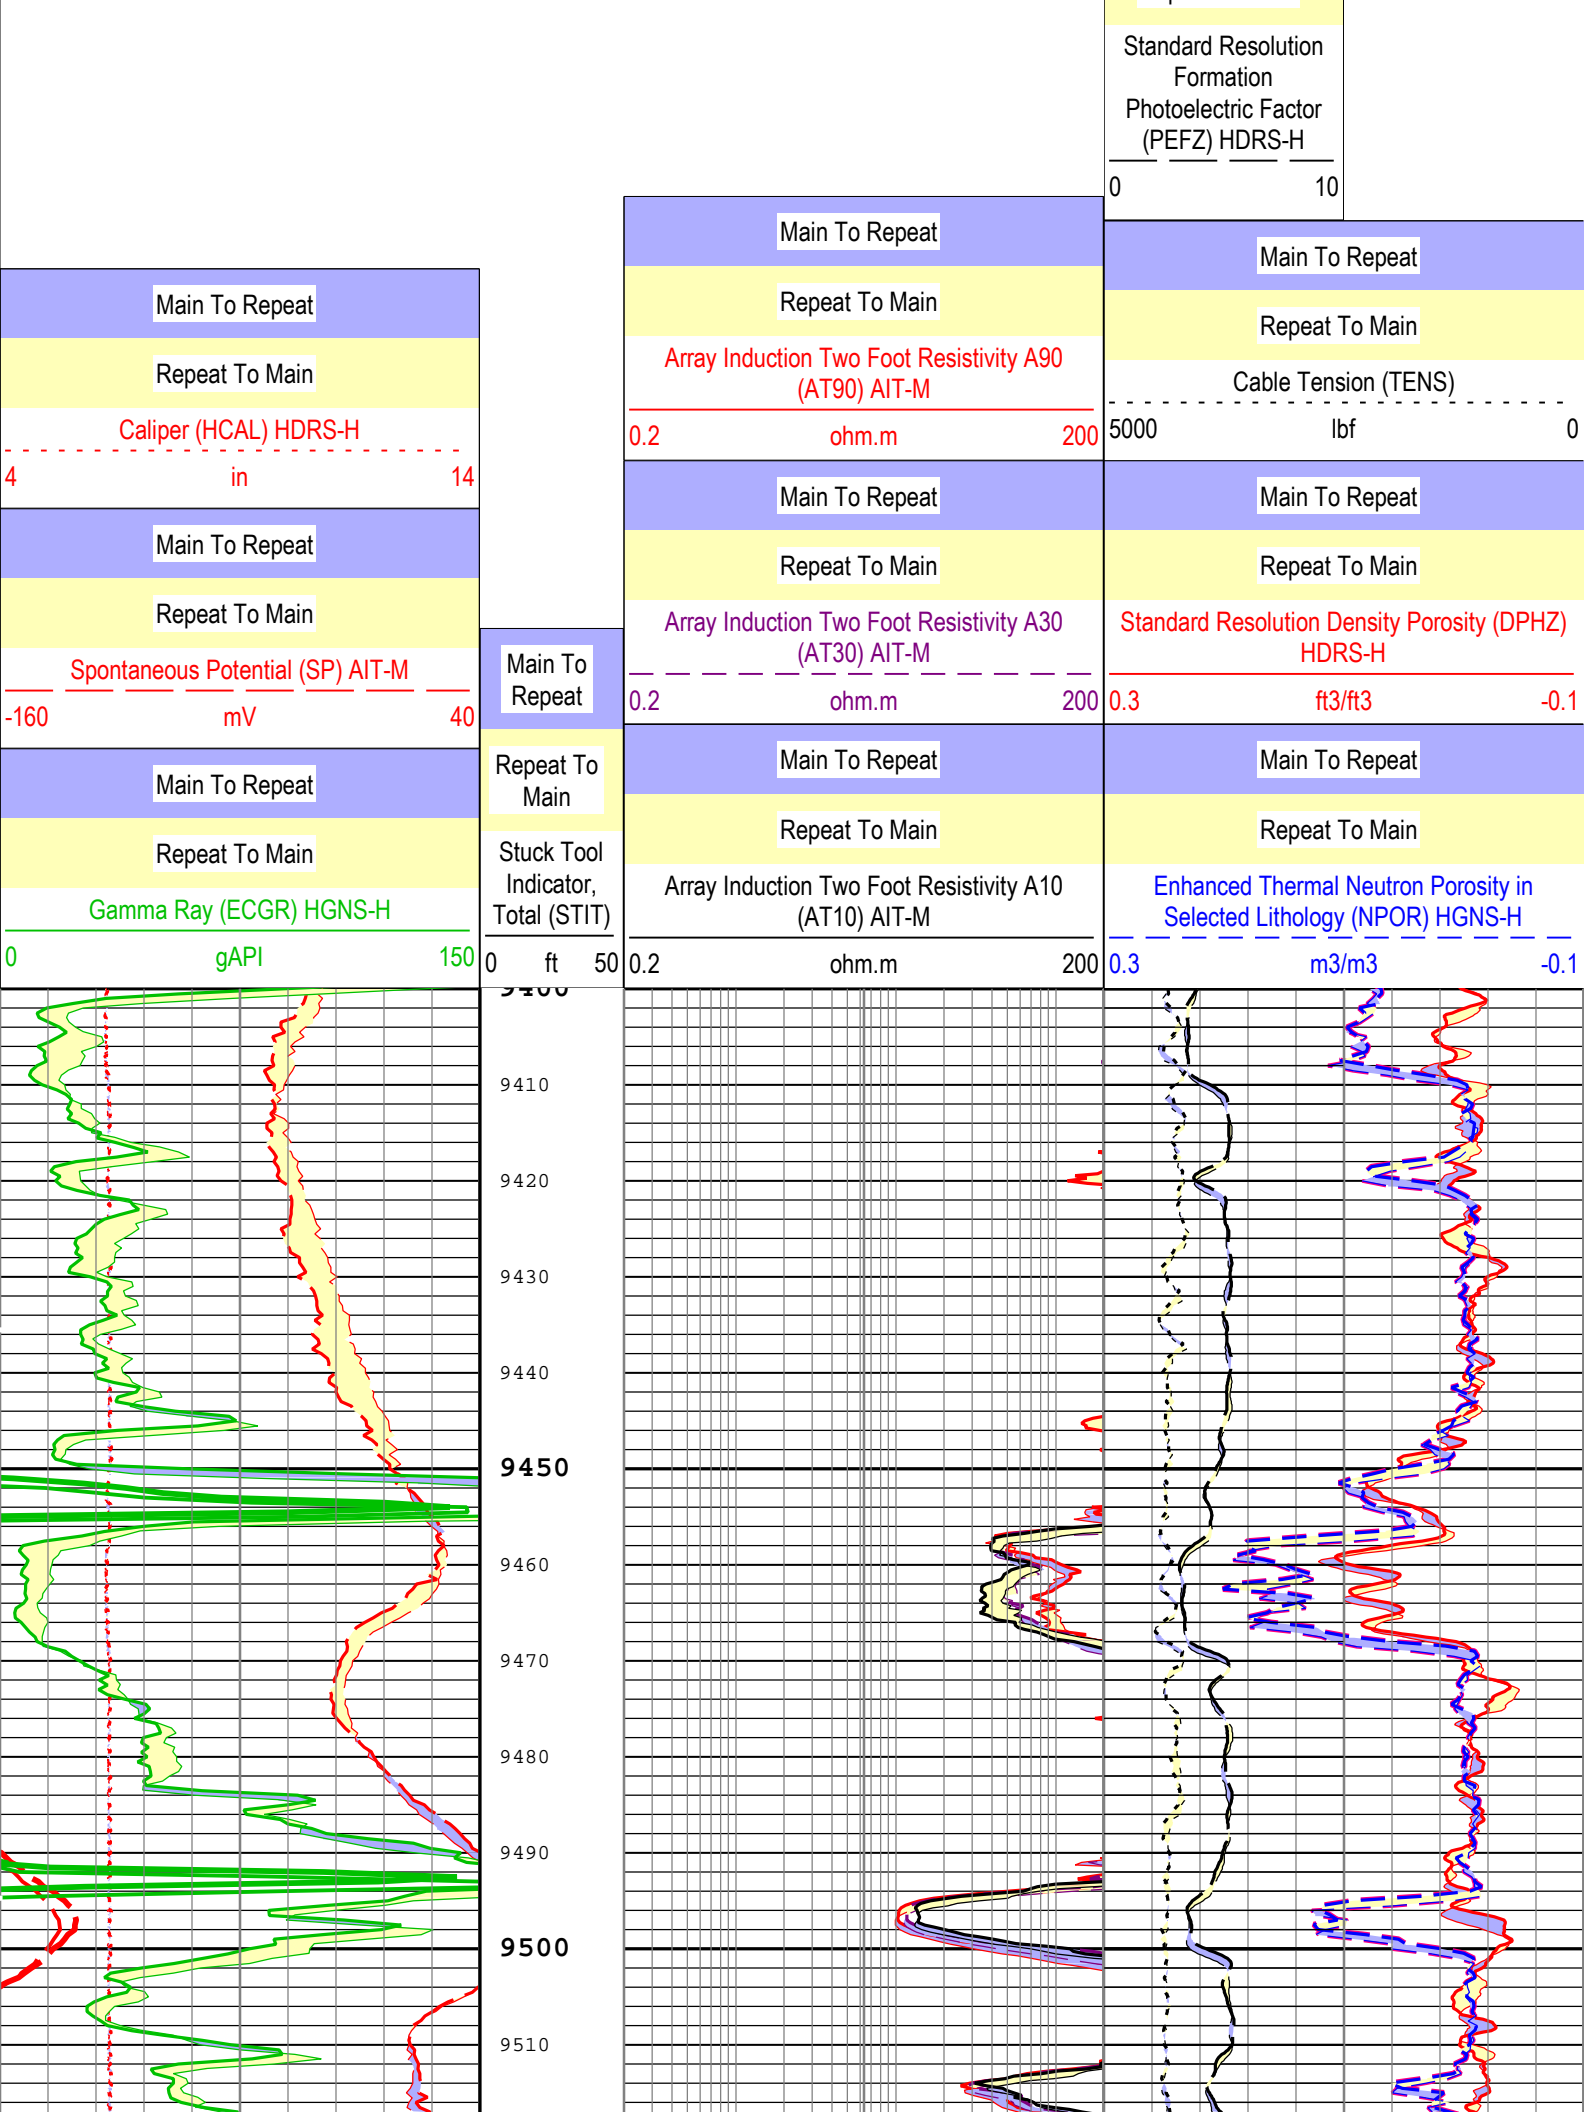 Standard Resolution
Formation
Photoelectric Factor
(PEFZ) HDRS-H
0 10
Main To Repeat
Repeat To Main
Array Induction Two Foot Resistivity A90
(AT90) AIT-M
0.2 ohm.m 200
Main To Repeat
Repeat To Main
Cable Tension (TENS)
5000 lbf 0
Main To Repeat
Repeat To Main
Caliper (HCAL) HDRS-H
4 in 14
Main To Repeat
Repeat To Main
Array Induction Two Foot Resistivity A30
(AT30) AIT-M
0.2 ohm.m 200
Main To Repeat
Repeat To Main
Standard Resolution Density Porosity (DPHZ)
HDRS-H
0.3 ft3/ft3 -0.1
Main To Repeat
Repeat To Main
Spontaneous Potential (SP) AIT-M
-160 mV 40
Main To Repeat
Repeat To Main
Gamma Ray (ECGR) HGNS-H
0 gAPI 150
Main To
Repeat
Repeat To
Main
Stuck Tool
Indicator,
Total (STIT)
0 ft 50
Main To Repeat
Repeat To Main
Array Induction Two Foot Resistivity A10
(AT10) AIT-M
0.2 ohm.m 200
Main To Repeat
Repeat To Main
Enhanced Thermal Neutron Porosity in
Selected Lithology (NPOR) HGNS-H
0.3 m3/m3 -0.1
9400
9410
9420
9430
9440
9450
9460
9470
9480
9490
9500
9510